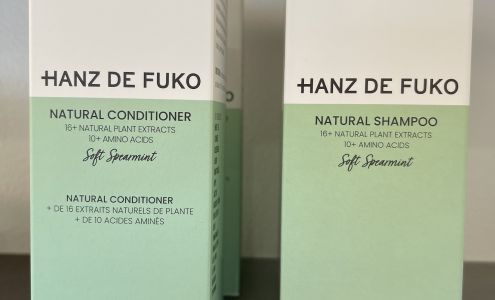 HANZ DE FUKO
NATURAL CONDITIONER
16+ NATURAL PLANT EXTRACTS
10+ AMINO ACIDS
Soft Spearmint
NATURAL CONDITIONER
+ DE 16 EXTRAITS NATURELS DE PLANTE
+ DE 10 ACIDES AMINÉS
HANZ DE FUKO
NATURAL SHAMPOO
16+ NATURAL PLANT EXTRACTS
10+ AMINO ACIDS
Soft Spearmint